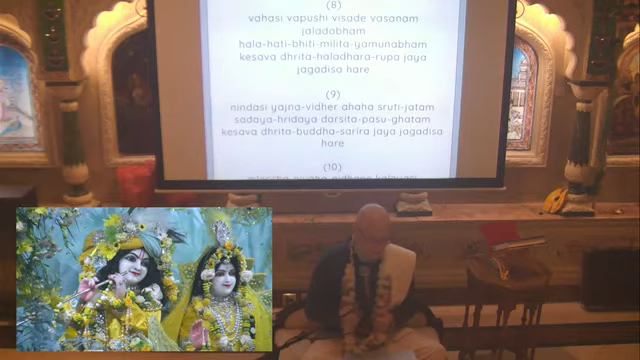 (8)
vahasi vapushi visade vasanam
jaladabham
hala-hati-bhiti-milita-yamunabham
kesava dhrita-haladhara-rupa jaya
jagadisa hare
(9)
nindasi yajna-vidher ahaha sruti-jatam
sadaya-hridaya darsita-pasu-ghatam
kesava dhrita-buddha-sarira jaya jagadisa
hare
(10)